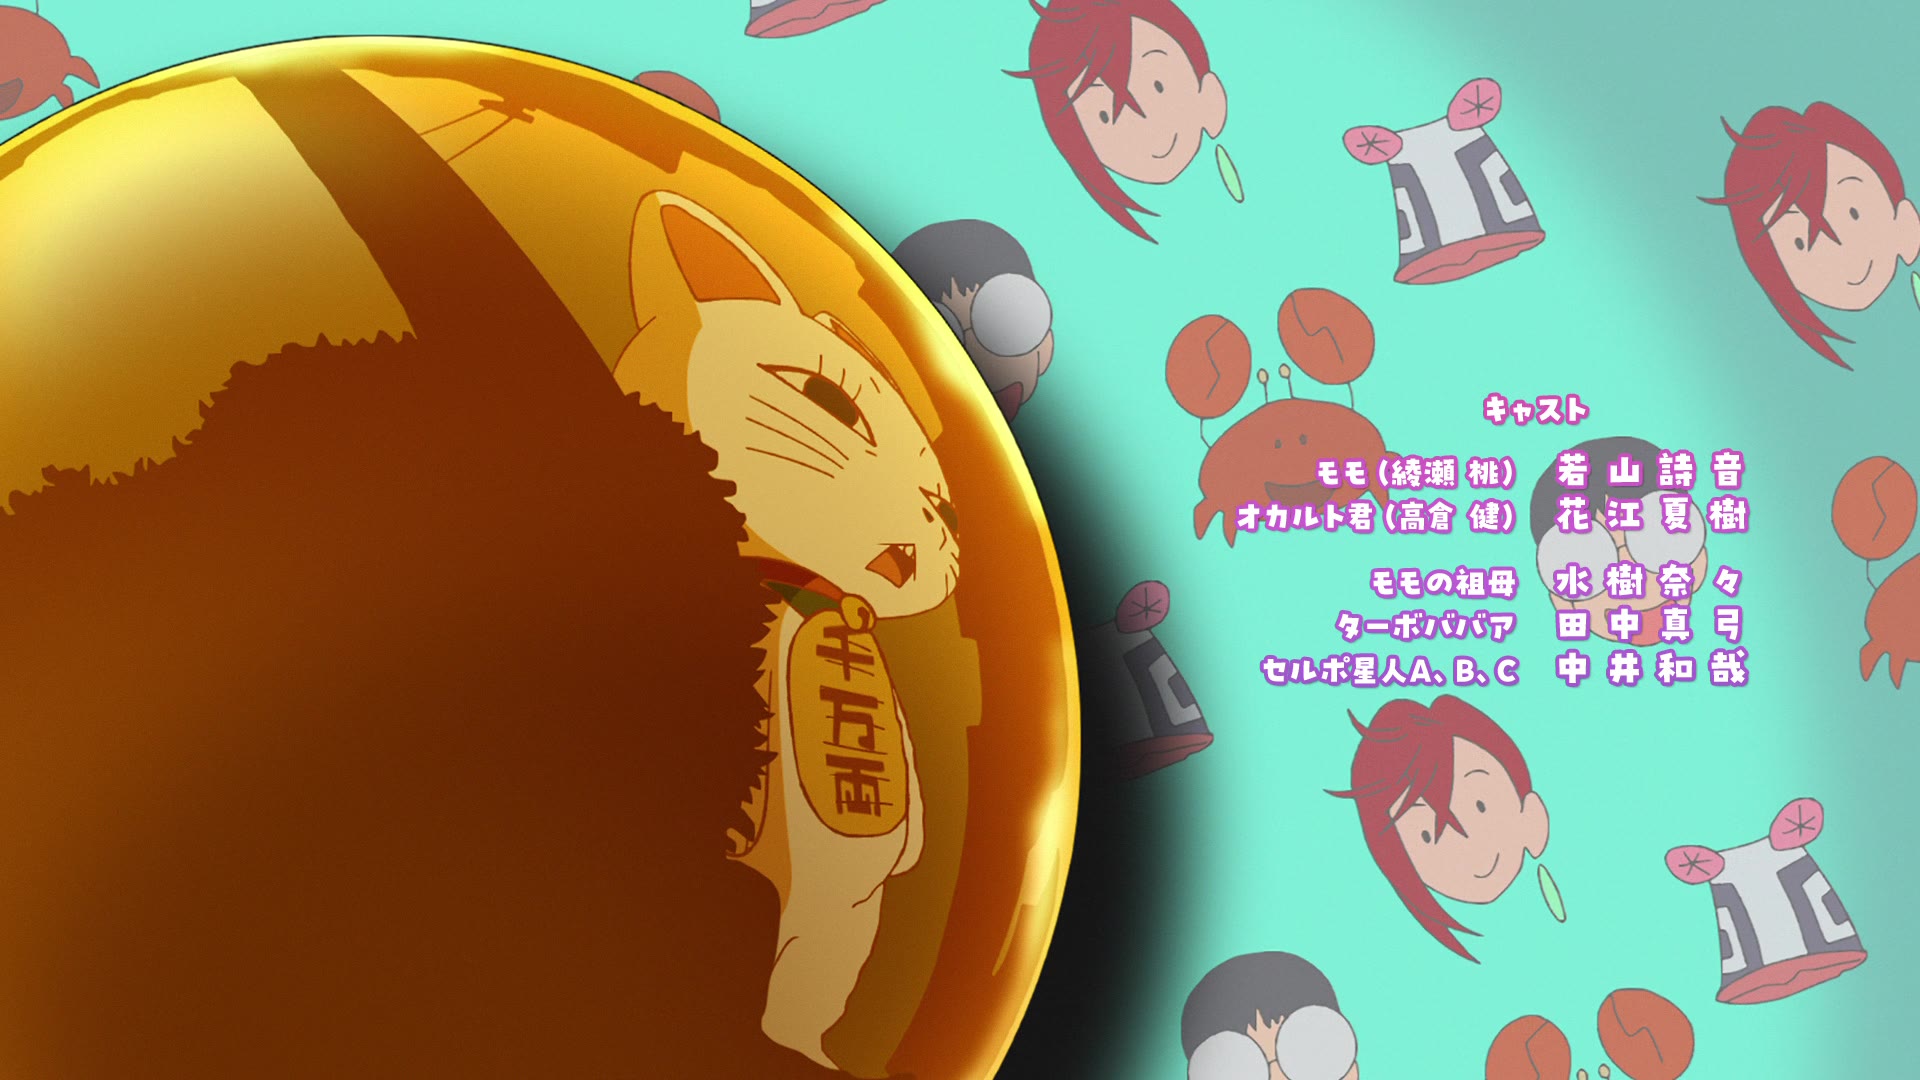 千万両
キャスト
モモ（綾瀬 桃） 若山詩音
オカルト君（高倉 健） 花江夏樹
モモの祖母 水樹奈々
ターボババア 田中真弓
セルポ星人A、B、C 中井和哉